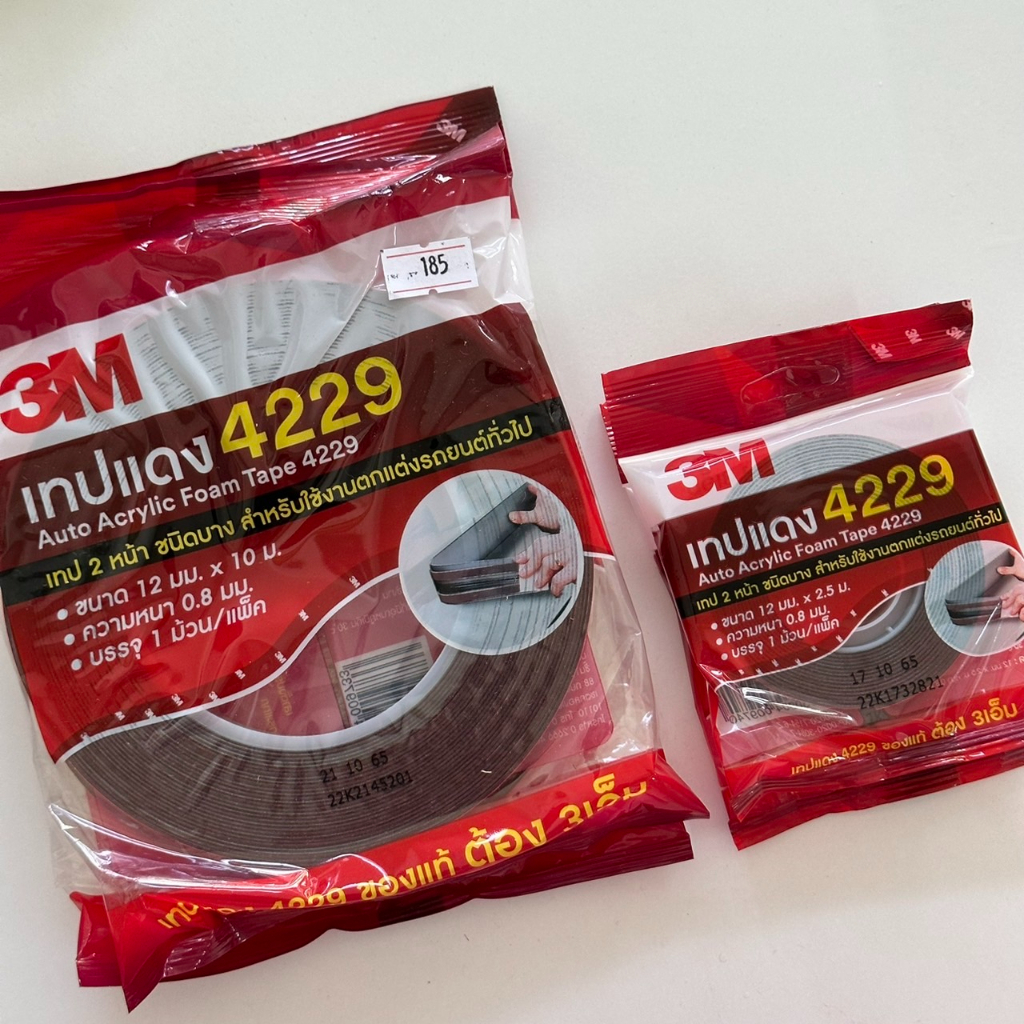 3M
185
3M
เทปแดง 4229
Auto Acrylic Foam Tape 4229
เทป 2 หน้า ชนิดบาง สำหรับใช้งานตกแต่งรถยนต์ทั่วไป
• ขนาด 12 มม. x 10 ม.
• ความหนา 0.8 มม.
• บรรจุ 1 ม้วน/แพ็ค
21 10 65
22K2145201
4229 ของแท้ ต้อง 3เอ็ม
3M
เทปแดง 4229
Auto Acrylic Foam Tape 4229
เทป 2 หน้า ชนิดบาง สำหรับใช้งานตกแต่งรถยนต์ทั่วไป
• ขนาด 12 มม. x 2.5 ม.
• ความหนา 0.8 มม.
• บรรจุ 1 ม้วน/แพ็ค
17 10 65
22K1732821
เทปแดง 4229 ของแท้ ต้อง 3เอ็ม